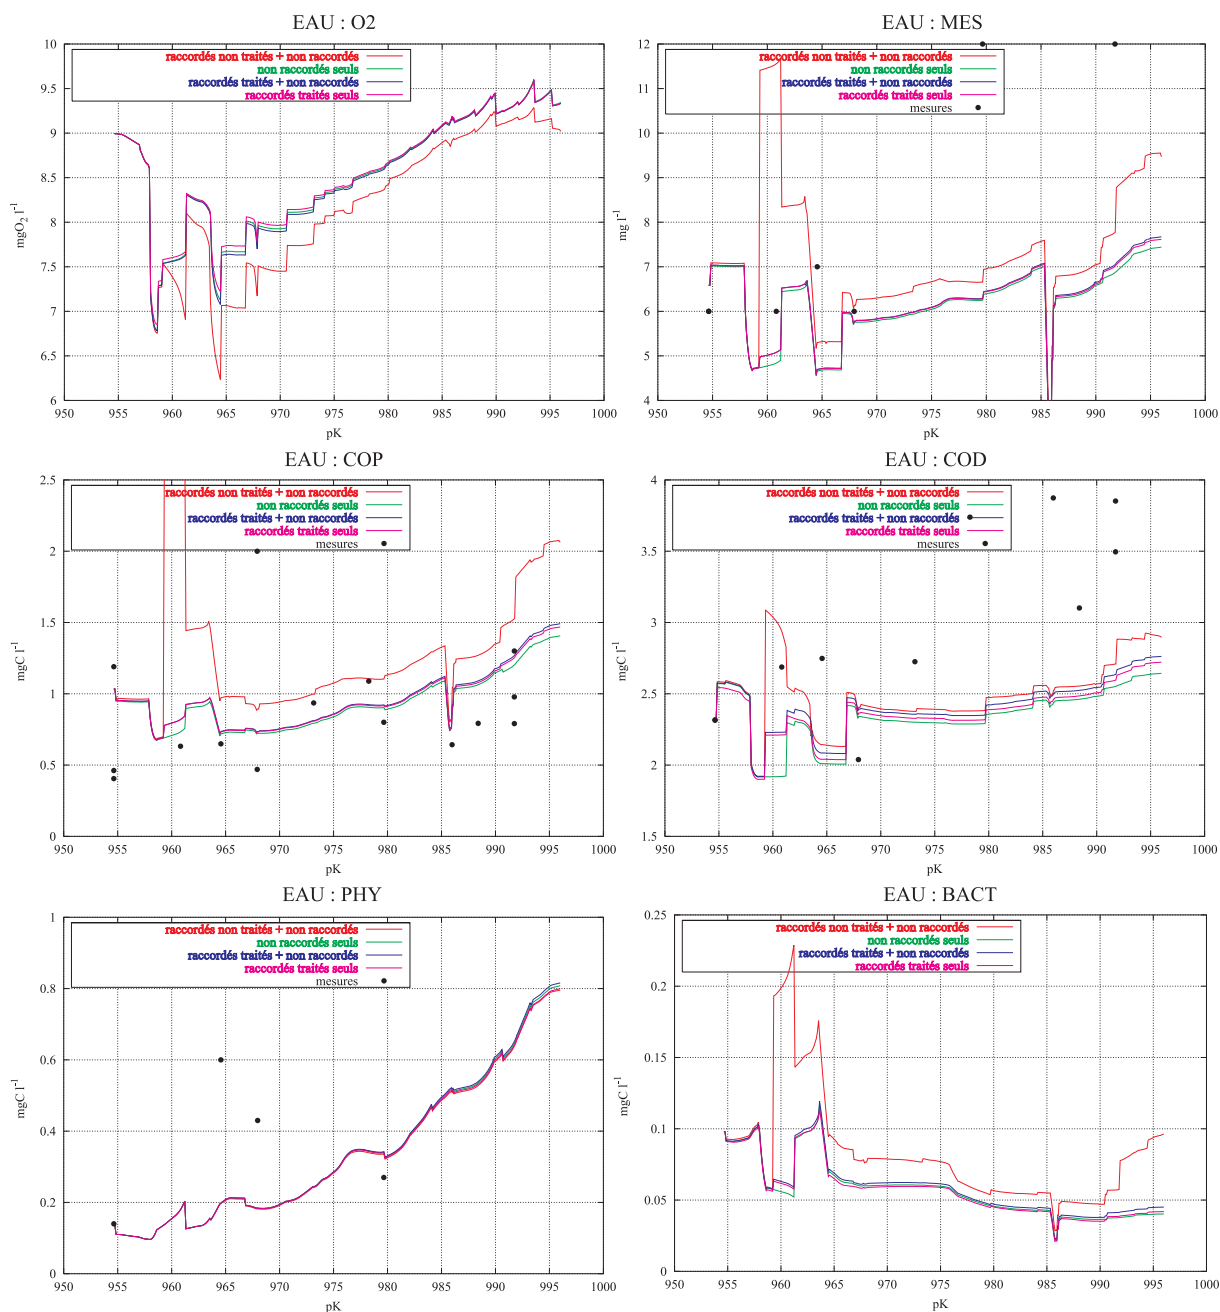 EAU : O2
10
9.5
9
8.5
8
7.5
7
6.5
6
mgO2 l-1
raccordés non traités + non raccordés
non raccordés seuls
raccordés traités + non raccordés
raccordés traités seuls
950 955 960 965 970 975 980 985 990 995 1000
pK
EAU : MES
12
11
10
9
8
7
6
5
4
mg l-1
raccordés non traités + non raccordés
non raccordés seuls
raccordés traités + non raccordés
raccordés traités seuls
mesures
950 955 960 965 970 975 980 985 990 995 1000
pK
EAU : COP
2.5
2
1.5
1
0.5
0
mgC l-1
raccordés non traités + non raccordés
non raccordés seuls
raccordés traités + non raccordés
raccordés traités seuls
mesures
950 955 960 965 970 975 980 985 990 995 1000
pK
EAU : COD
4
3.5
3
2.5
2
1.5
mgC l-1
raccordés non traités + non raccordés
non raccordés seuls
raccordés traités + non raccordés
raccordés traités seuls
mesures
950 955 960 965 970 975 980 985 990 995 1000
pK
EAU : PHY
1
0.8
0.6
0.4
0.2
0
mgC l-1
raccordés non traités + non raccordés
non raccordés seuls
raccordés traités + non raccordés
raccordés traités seuls
mesures
950 955 960 965 970 975 980 985 990 995 1000
pK
EAU : BACT
0.25
0.2
0.15
0.1
0.05
0
mgC l-1
raccordés non traités + non raccordés
non raccordés seuls
raccordés traités + non raccordés
raccordés traités seuls
950 955 960 965 970 975 980 985 990 995 1000
pK